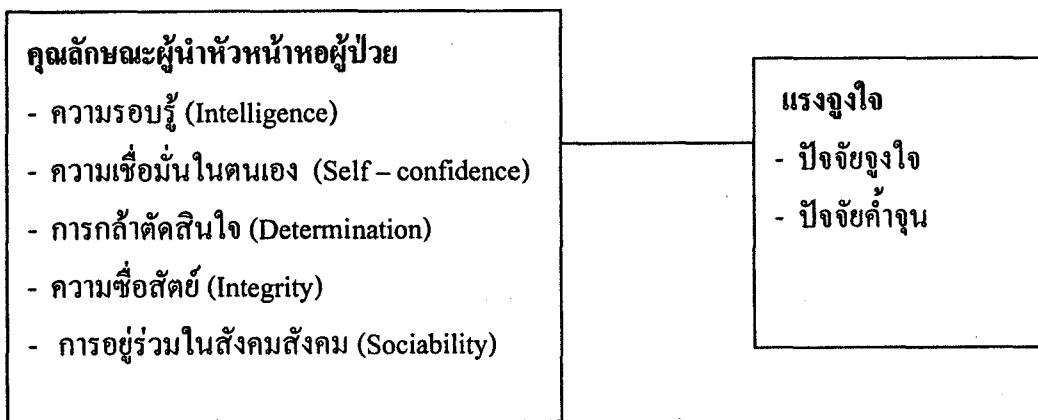 คุณลักษณะผู้นำหัวหน้าหอผู้ป่วย
- ความรอบรู้ (Intelligence)
- ความเชื่อมั่นในตนเอง (Self – confidence)
- การกล้าตัดสินใจ (Determination)
- ความซื่อสัตย์ (Integrity)
- การอยู่ร่วมในสังคมสังคม (Sociability)
แรงจูงใจ
- ปัจจัยจูงใจ
- ปัจจัยค้ำจุน